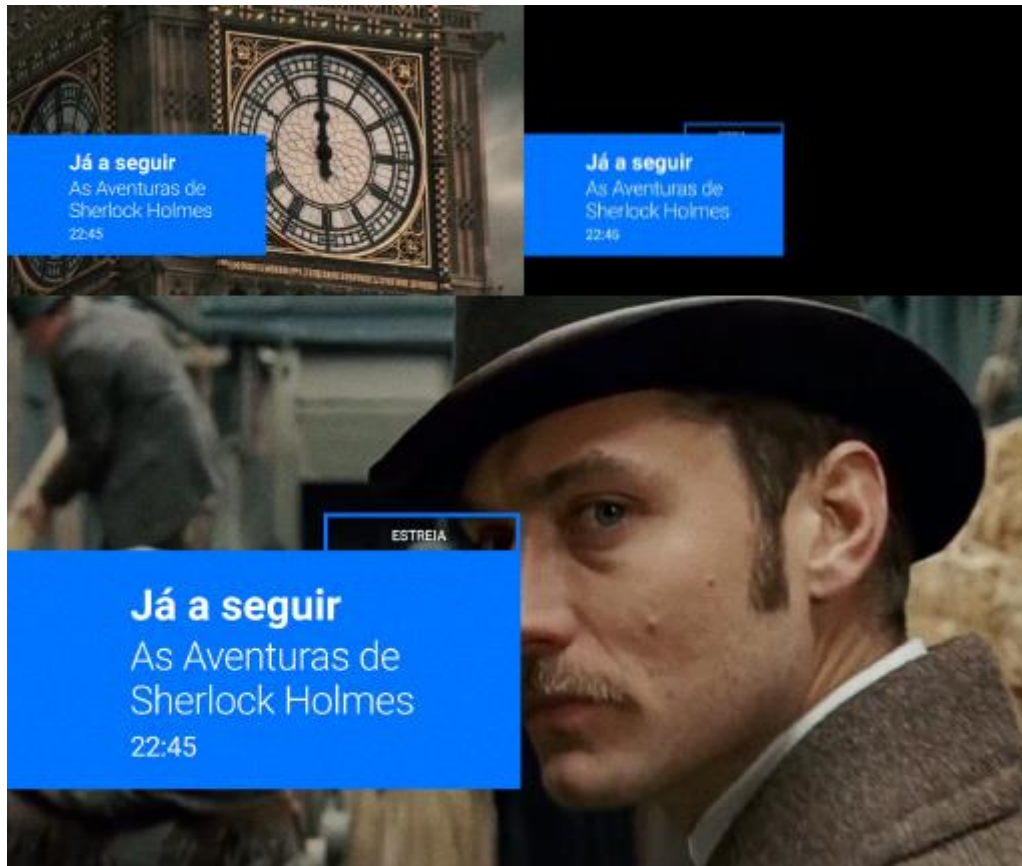 Já a seguir
As Aventuras de
Sherlock Holmes
22:45
Já a seguir
As Aventuras de
Sherlock Holmes
22:45
ESTREIA
Já a seguir
As Aventuras de
Sherlock Holmes
22:45